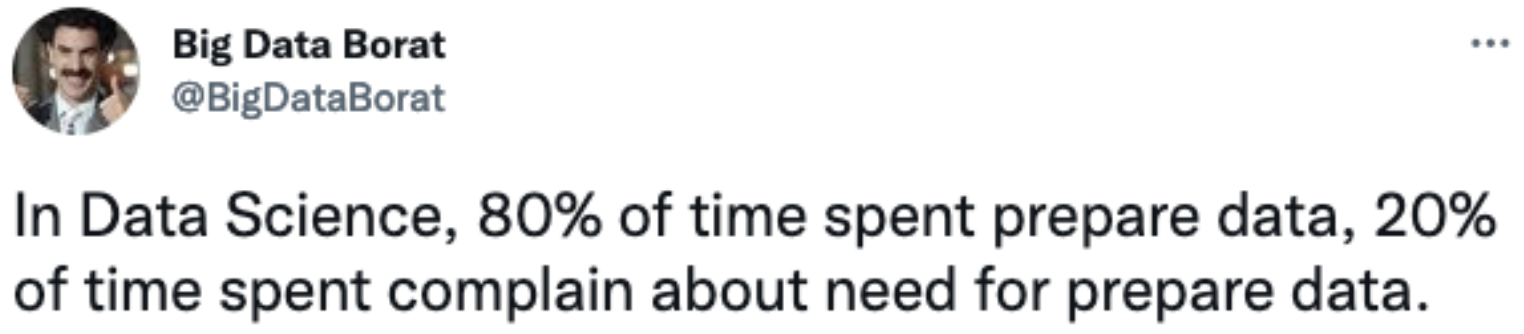 Big Data Borat
@BigDataBorat
In Data Science, 80% of time spent prepare data, 20%
of time spent complain about need for prepare data.